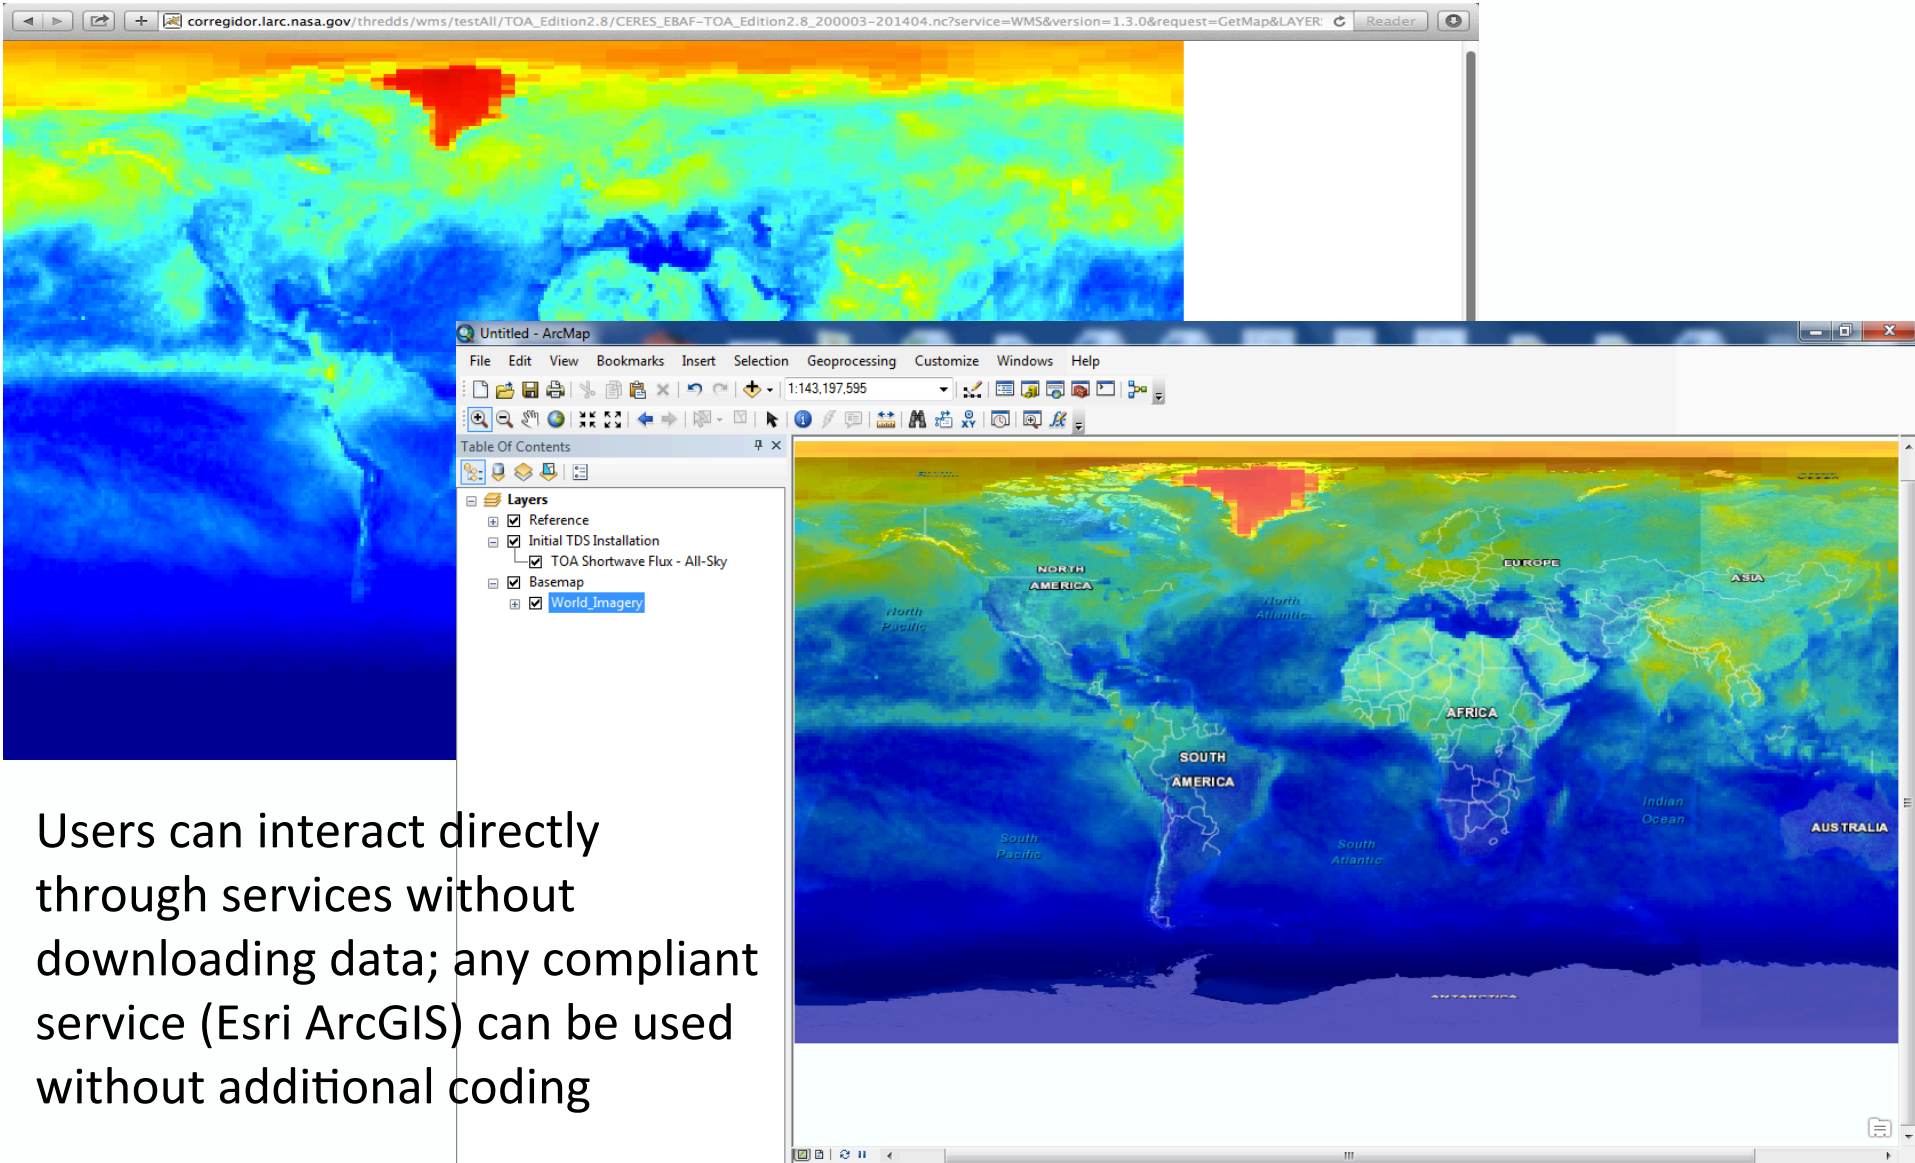 corregidor.larc.nasa.gov/thredds/wms/testAll/TOA_Edition2.8/CERES_EBAF-TOA_Edition2.8_200003-201404.nc?service=WMS&version=1.3.0&request=GetMap&LAYER
Reader
Untitled - ArcMap
File Edit View Bookmarks Insert Selection Geoprocessing Customize Windows Help
1:143,197,595
XY
Table Of Contents
Layers
Reference
Initial TDS Installation
TOA Shortwave Flux - All-Sky
Basemap
World_Imagery
NORTH
AMERICA
EUROPE
ASIA
North
Pacific
North
Atlantic
AFRICA
SOUTH
AMERICA
Indian
Ocean
AUSTRALIA
South
Pacific
South
Atlantic
ANTARCTICA
Users can interact directly
through services without
downloading data; any compliant
service (Esri ArcGIS) can be used
without additional coding